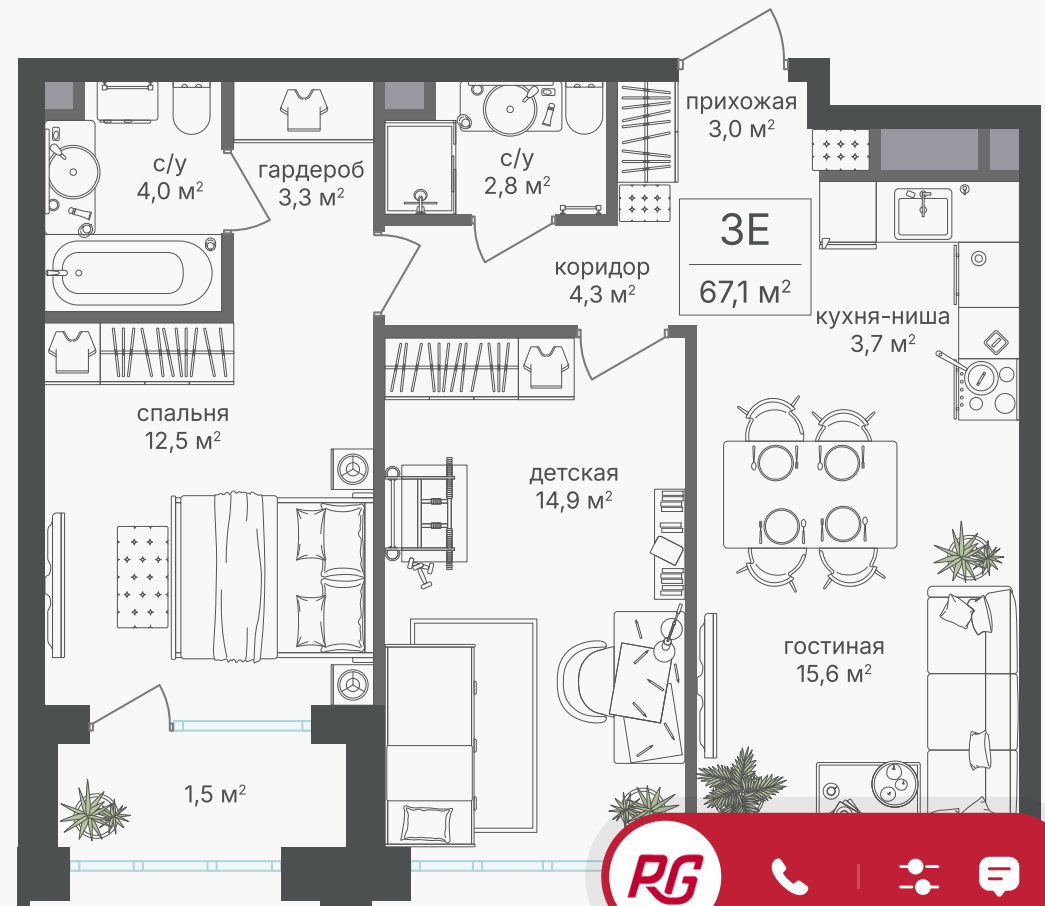 прихожая
3,0 м²
с/у
4,0 м²
гардероб
3,3 м²
с/у
2,8 м²
3Е
67,1 м²
коридор
4,3 м²
кухня-ниша
3,7 м²
спальня
12,5 м²
детская
14,9 м²
гостиная
15,6 м²
1,5 м²
RG